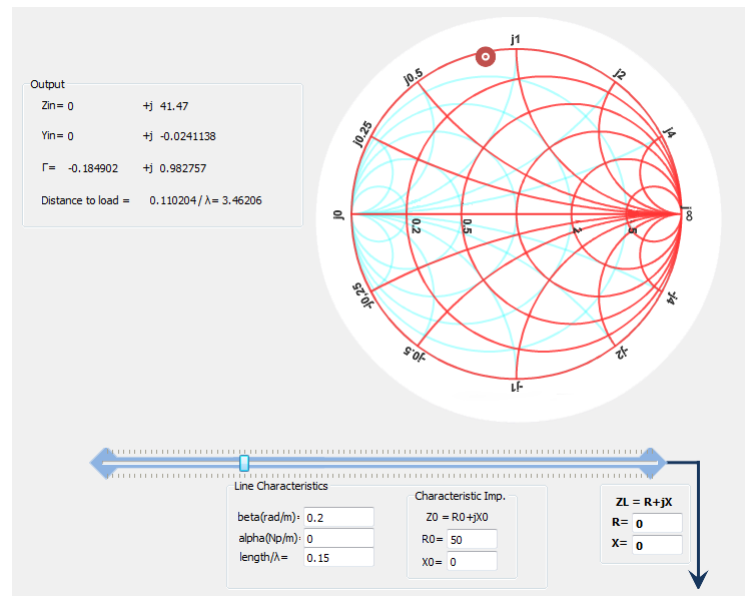 Output
Zin= 0 +j 41.47
Yin= 0 +j -0.0241138
Γ= -0.184902 +j 0.982757
Distance to load = 0.110204 / λ= 3.46206
j1
j0.5
j2
j0.25
j4
j0
0.2
0.5
2
5
j∞
-j0,25
-j4
-j0.5
-j2
-j1
Line Characteristics
beta(rad/m)= 0.2
alpha(Np/m)= 0
length/λ= 0.15
Characteristic Imp.
Z0 = R0+jX0
R0= 50
X0= 0
ZL = R+jX
R= 0
X= 0